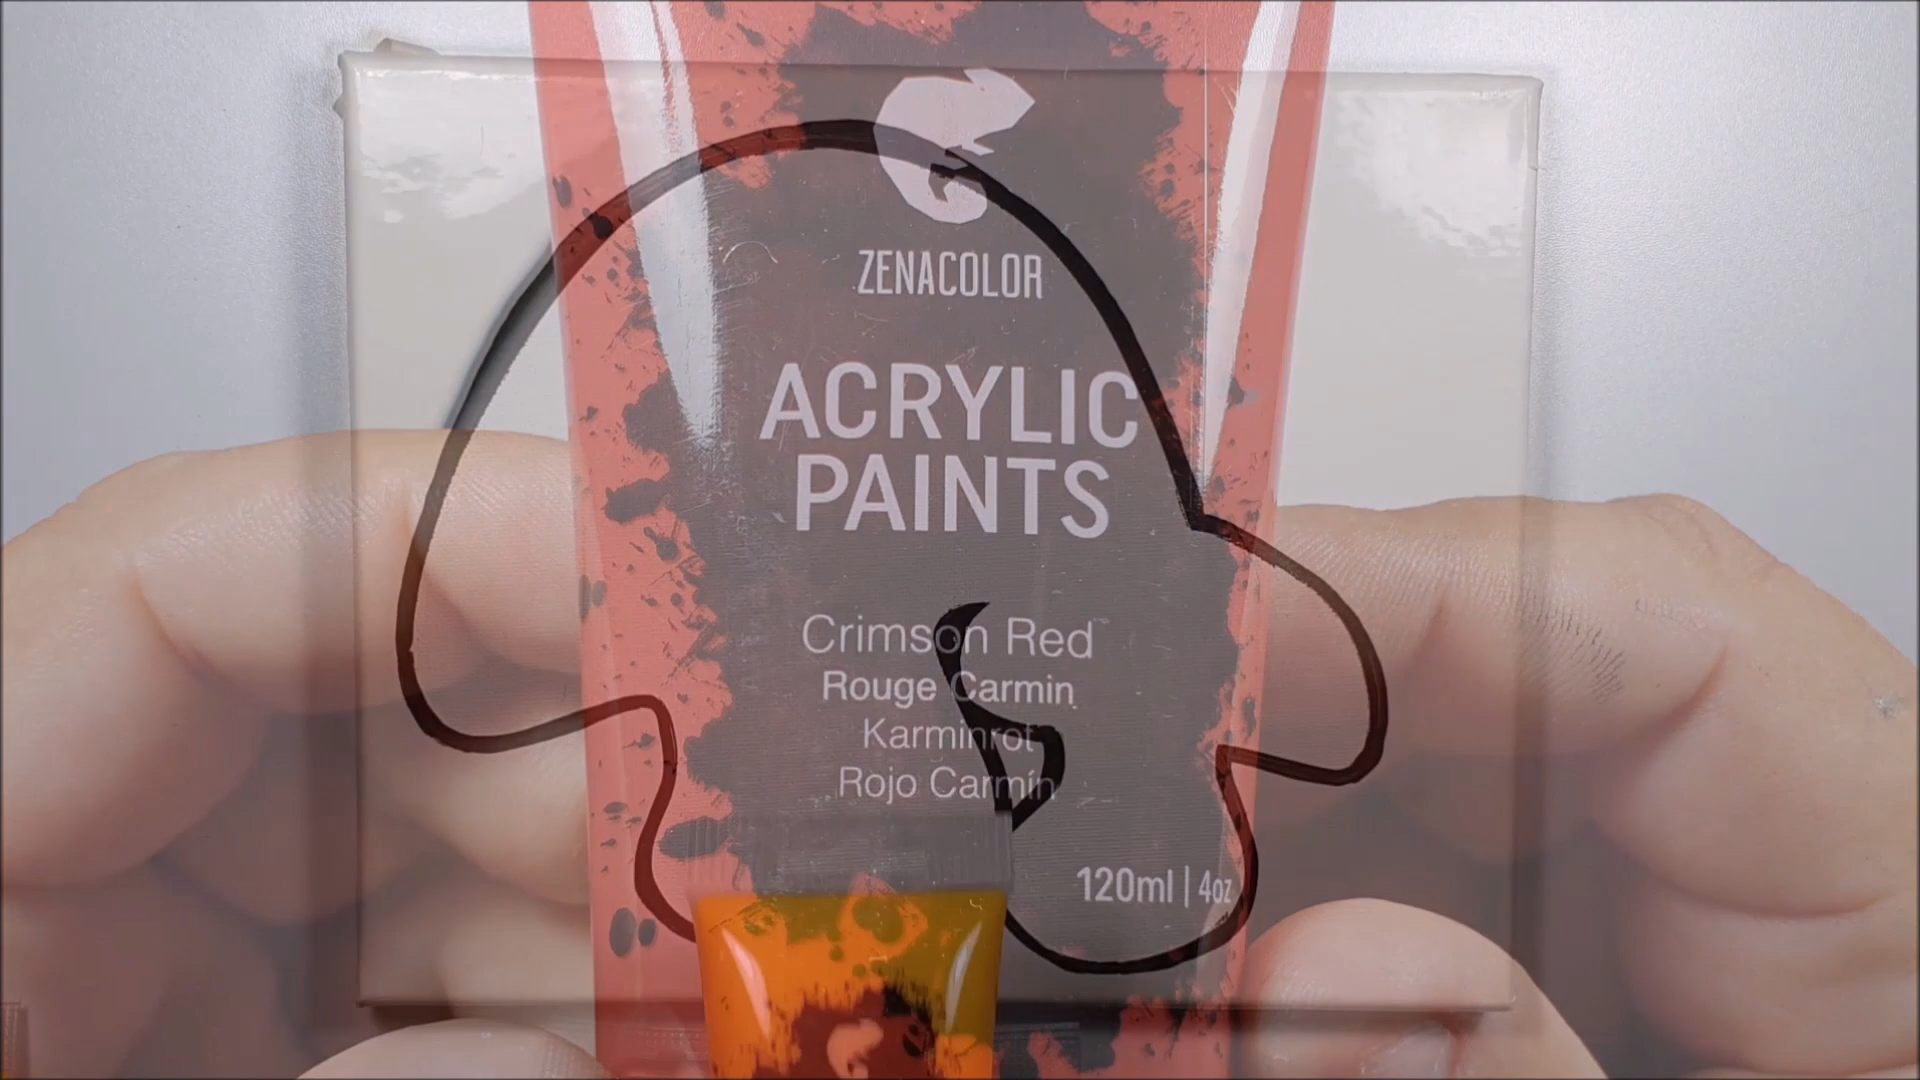 ZENACOLOR
ACRYLIC
PAINTS
Crimson Red
Rouge Carmin
Karminrot
Rojo Carmín
120ml | 4oz